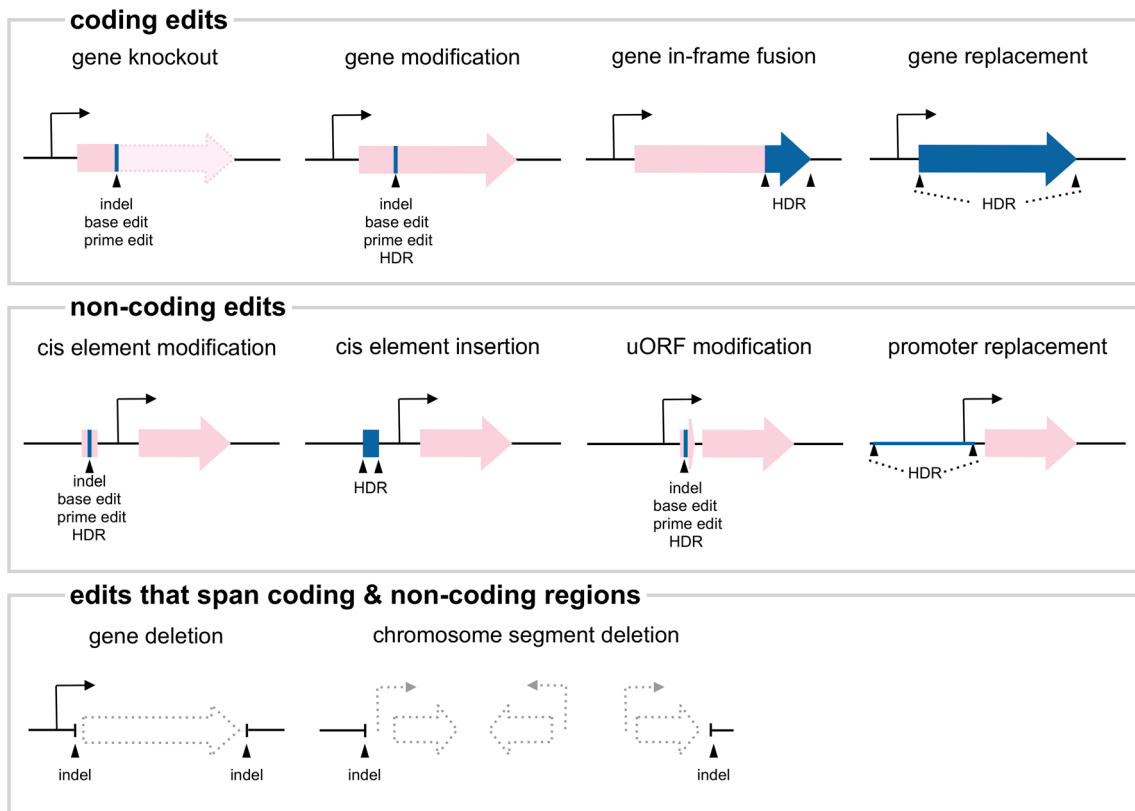 coding edits
gene knockout
gene modification
gene in-frame fusion
gene replacement
indel
base edit
prime edit
indel
base edit
prime edit
HDR
HDR
HDR
non-coding edits
cis element modification
cis element insertion
uORF modification
promoter replacement
indel
base edit
prime edit
HDR
HDR
indel
base edit
prime edit
HDR
HDR
edits that span coding & non-coding regions
gene deletion
chromosome segment deletion
indel
indel
indel
indel